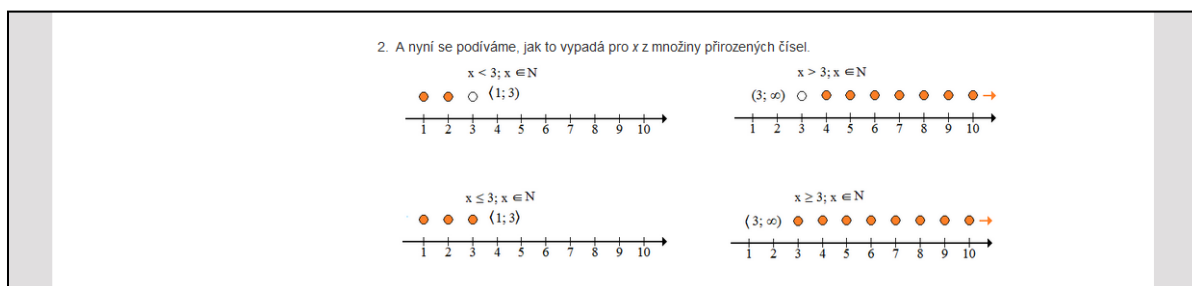 2. A nyní se podíváme, jak to vypadá pro x z množiny přirozených čísel.
x < 3; x ∈ N
⟨1; 3)
1 2 3 4 5 6 7 8 9 10
x > 3; x ∈ N
(3; ∞)
1 2 3 4 5 6 7 8 9 10
x ≤ 3; x ∈ N
⟨1; 3⟩
1 2 3 4 5 6 7 8 9 10
x ≥ 3; x ∈ N
⟨3; ∞)
1 2 3 4 5 6 7 8 9 10